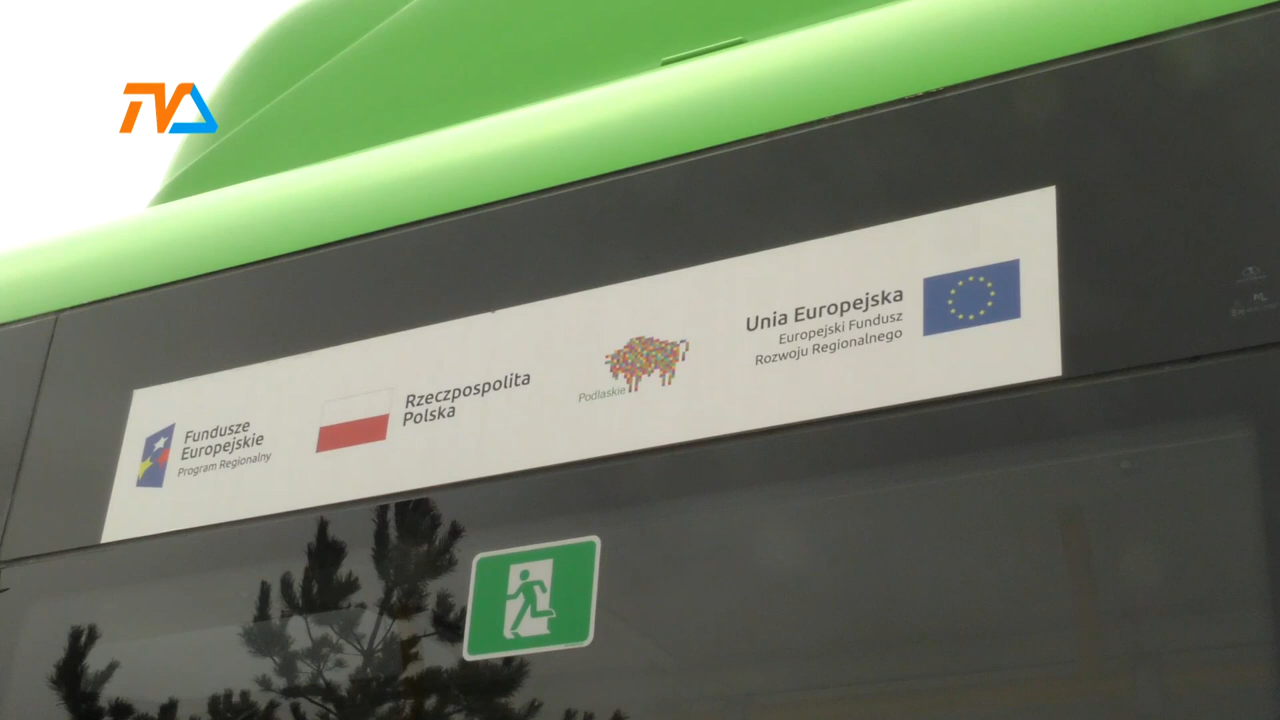 TVA
Fundusze
Europejskie
Program Regionalny
Rzeczpospolita
Polska
Podlaskie
Unia Europejska
Europejski Fundusz
Rozwoju Regionalnego